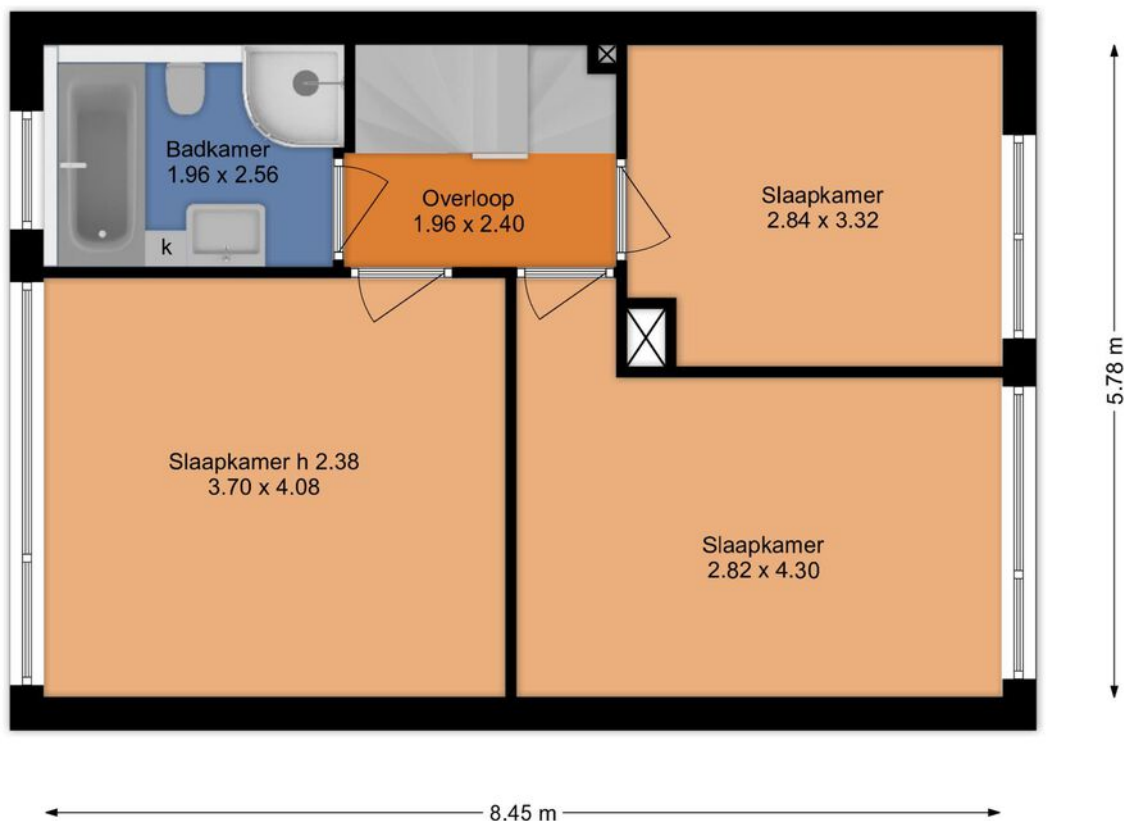 Badkamer
1.96 x 2.56
k
Overloop
1.96 x 2.40
Slaapkamer
2.84 x 3.32
Slaapkamer h 2.38
3.70 x 4.08
Slaapkamer
2.82 x 4.30
5.78 m
8.45 m